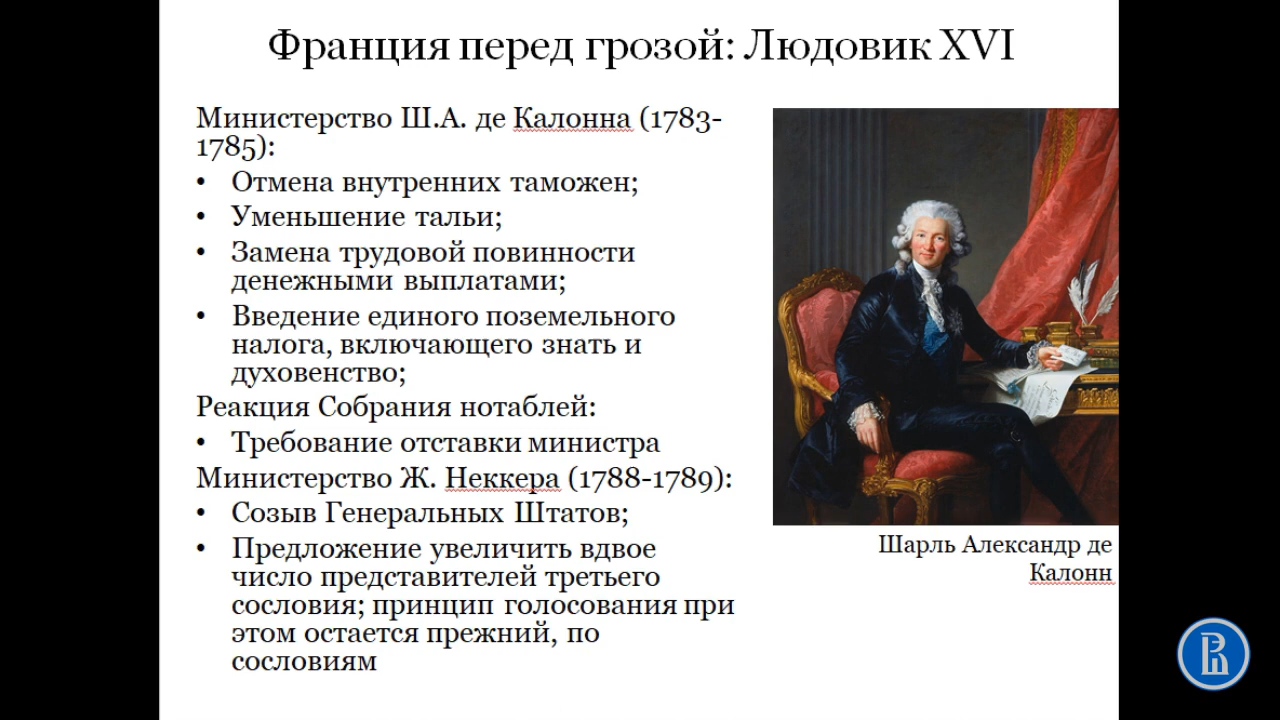 Франция перед грозой: Людовик XVI
Министерство Ш.А. де Калонна (1783-
1785):
• Отмена внутренних таможен;
• Уменьшение тальи;
• Замена трудовой повинности
денежными выплатами;
• Введение единого поземельного
налога, включающего знать и
духовенство;
Реакция Собрания нотаблей:
• Требование отставки министра
Министерство Ж. Неккера (1788-1789):
• Созыв Генеральных Штатов;
• Предложение увеличить вдвое
число представителей третьего
сословия; принцип голосования при
этом остается прежний, по
сословиям
Шарль Александр де
Калонн